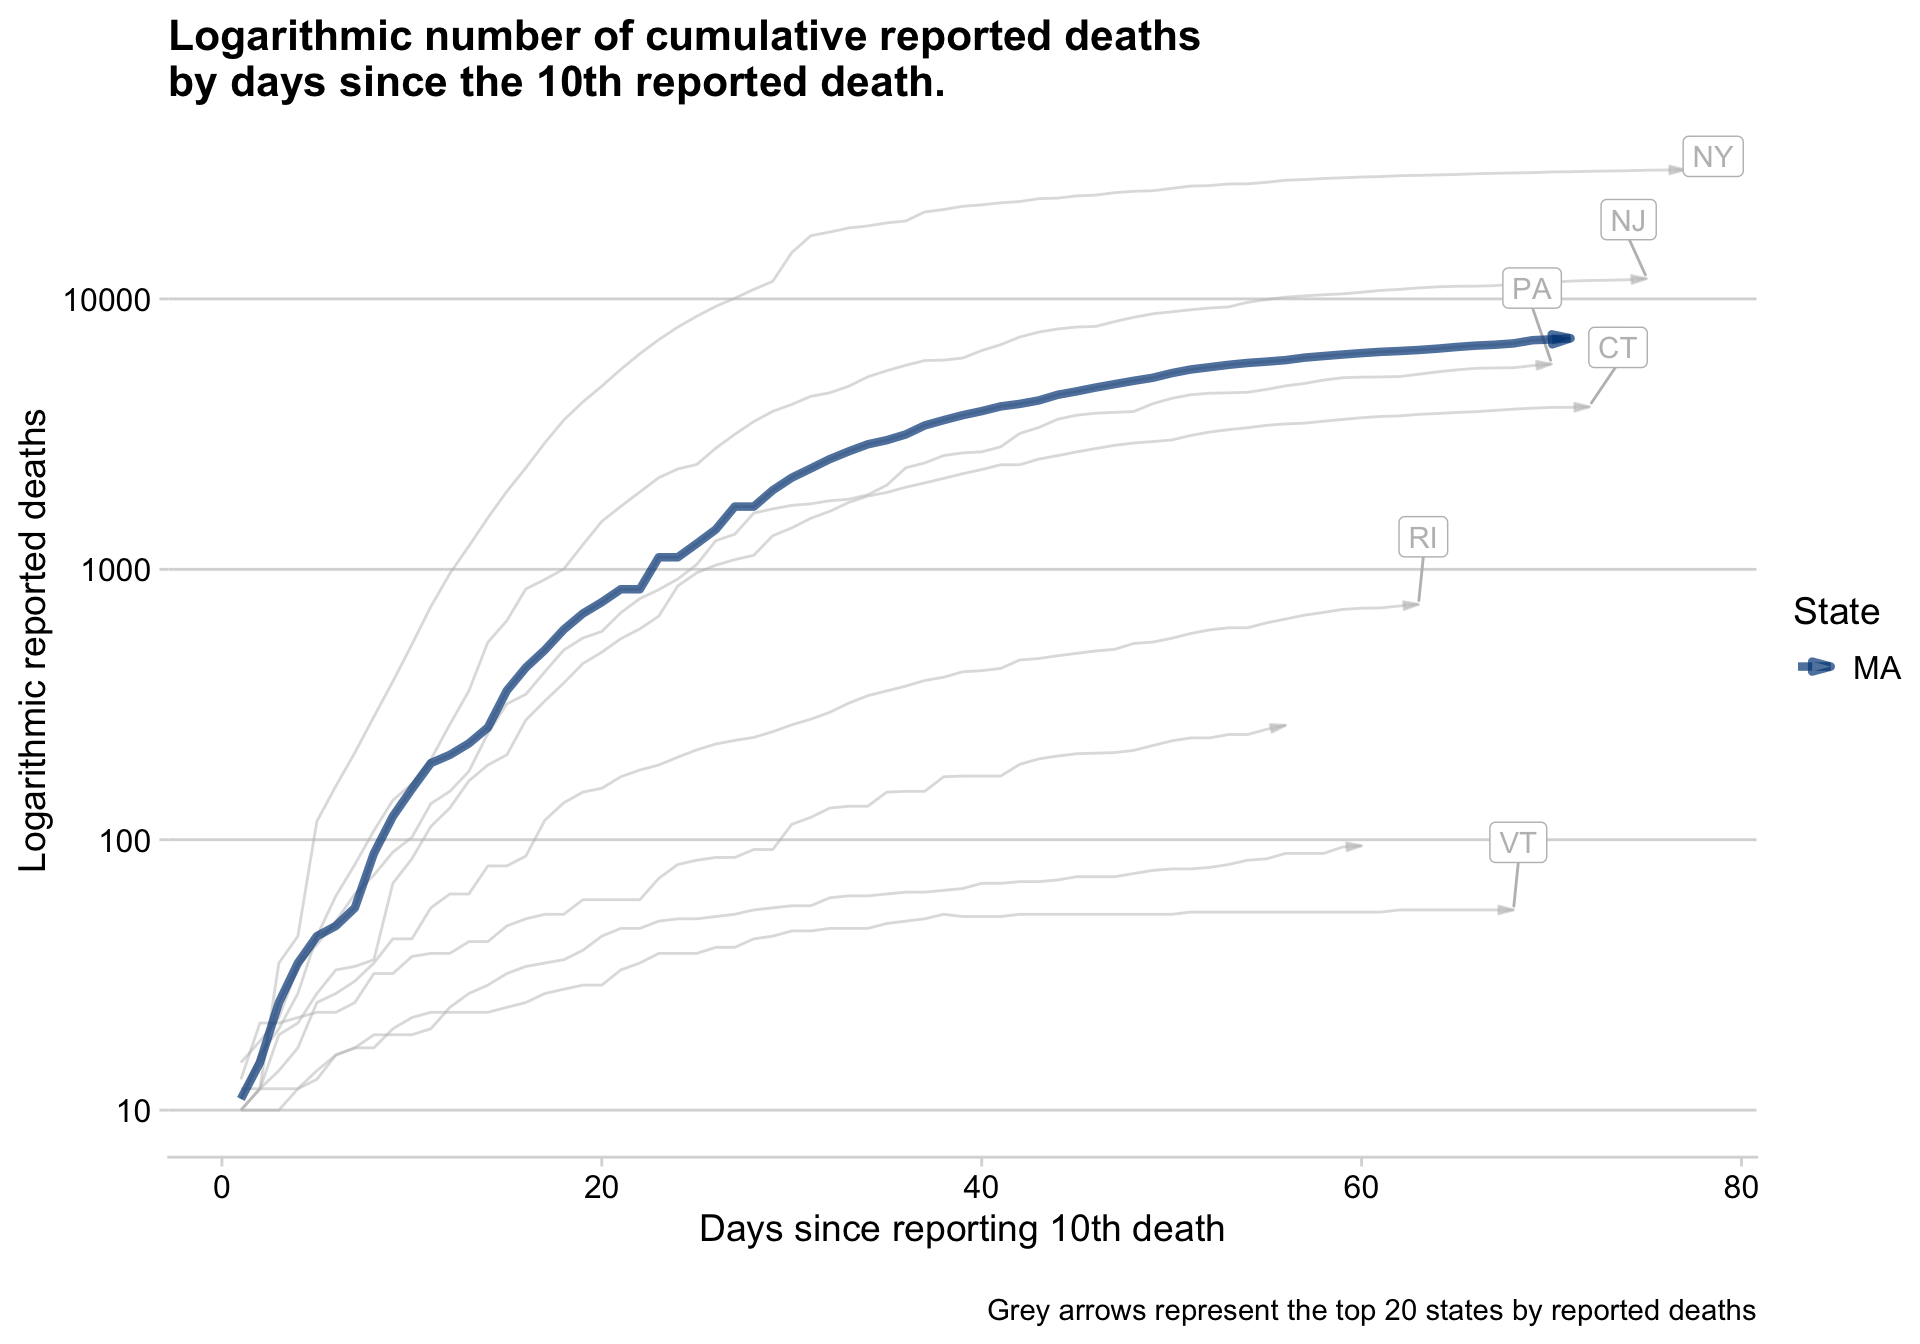 Logarithmic number of cumulative reported deaths
by days since the 10th reported death.
NY
NJ
PA
CT
RI
VT
10000
1000
100
10
Logarithmic reported deaths
0 20 40 60 80
Days since reporting 10th death
State
MA
Grey arrows represent the top 20 states by reported deaths